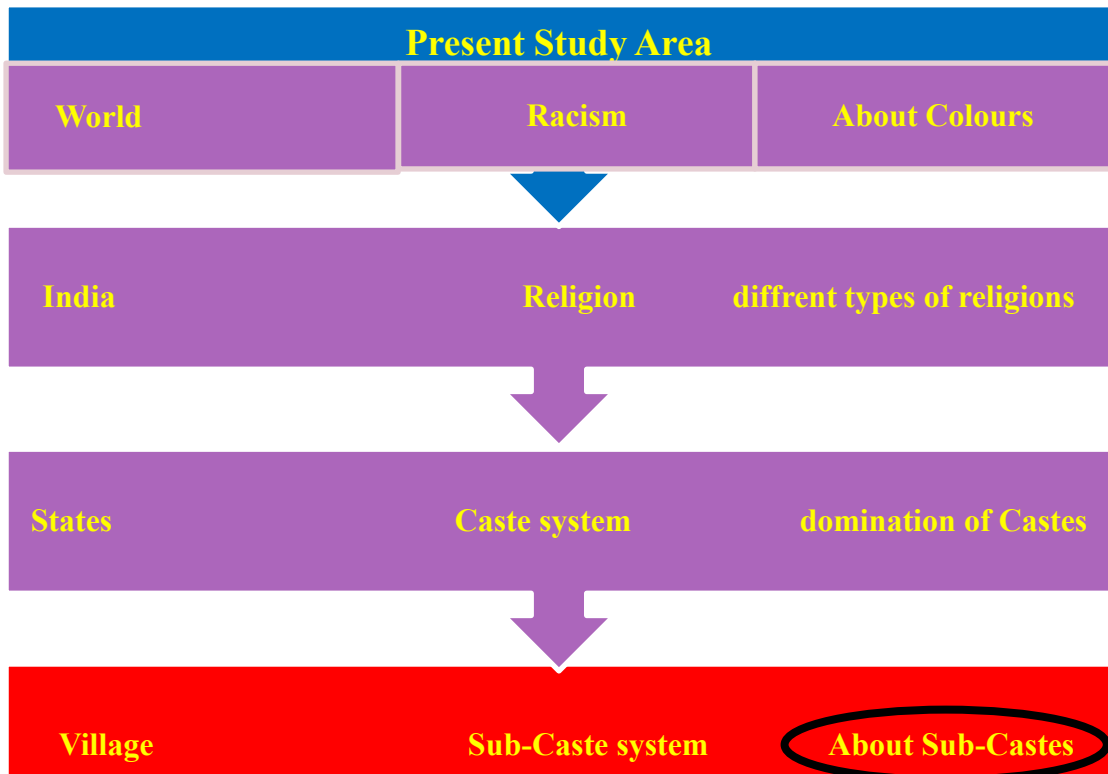 Present Study Area
World Racism About Colours
India Religion diffrent types of religions
States Caste system domination of Castes
Village Sub-Caste system About Sub-Castes